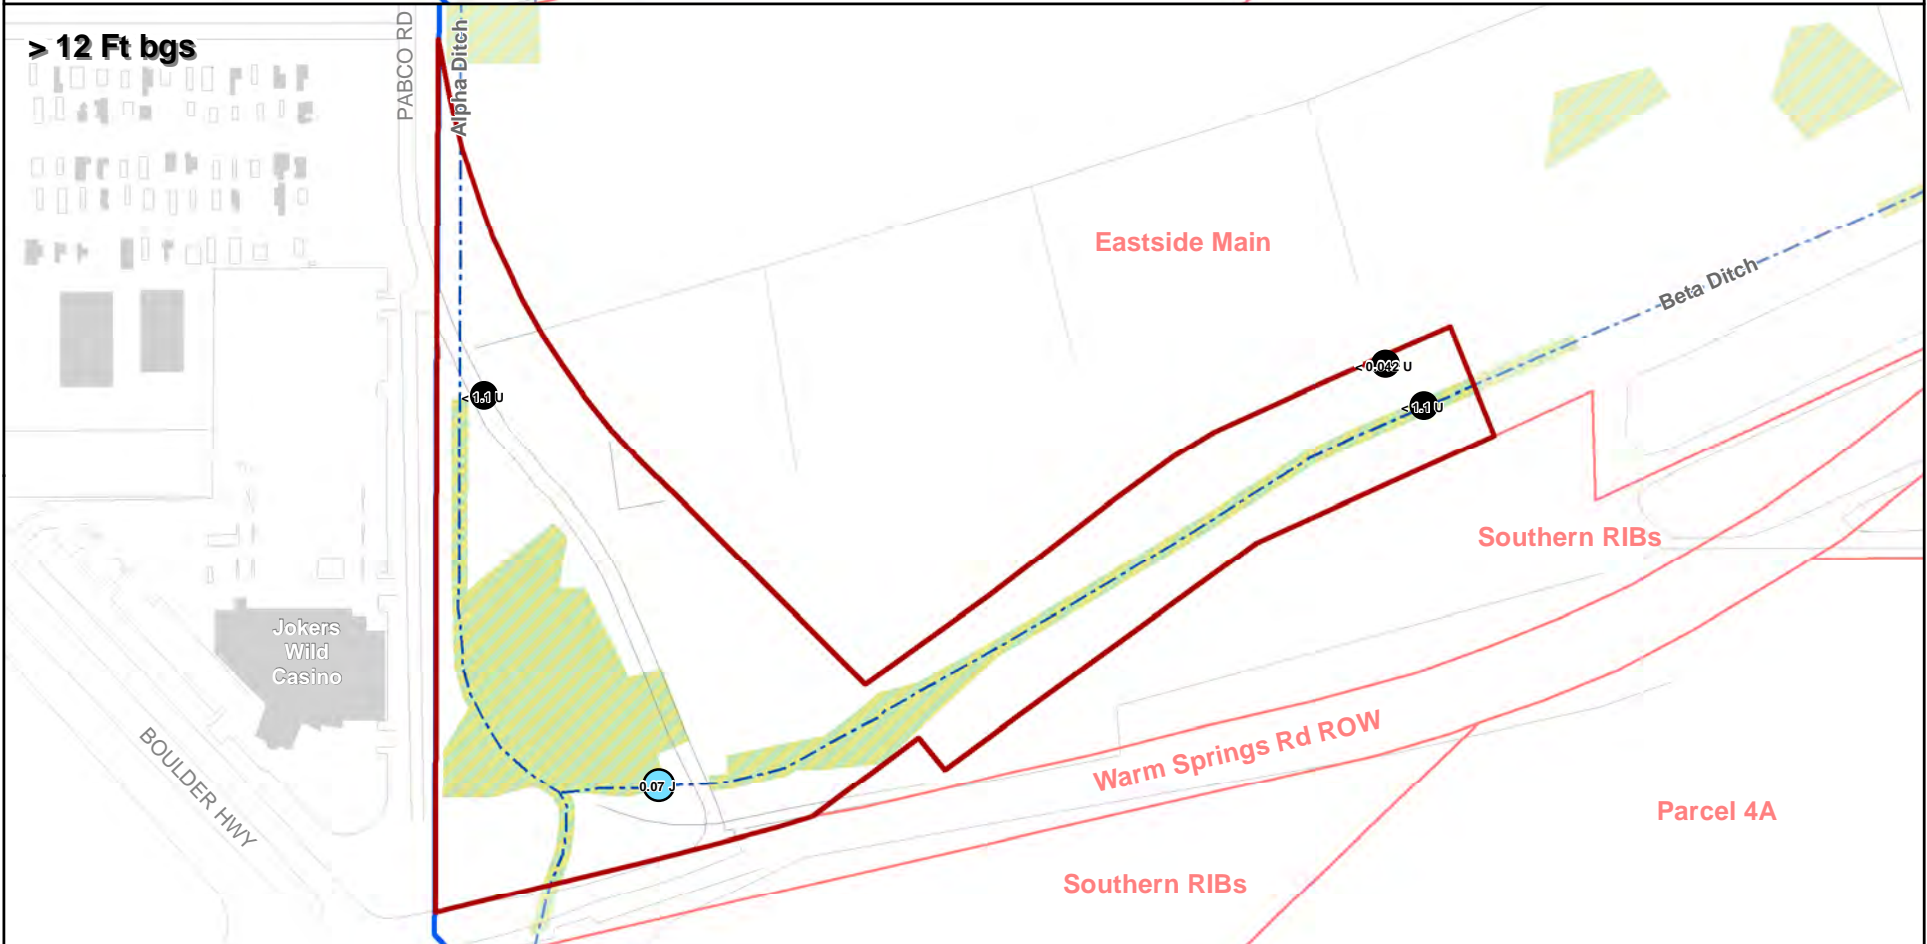 > 12 Ft bgs
PABCO RD
Alpha Ditch
Eastside Main
Beta Ditch
< 0.042 U
< 1.1 U
< 1.1 U
Southern RIBs
Jokers
Wild
Casino
BOULDER HWY
0.07 J
Warm Springs Rd ROW
Parcel 4A
Southern RIBs